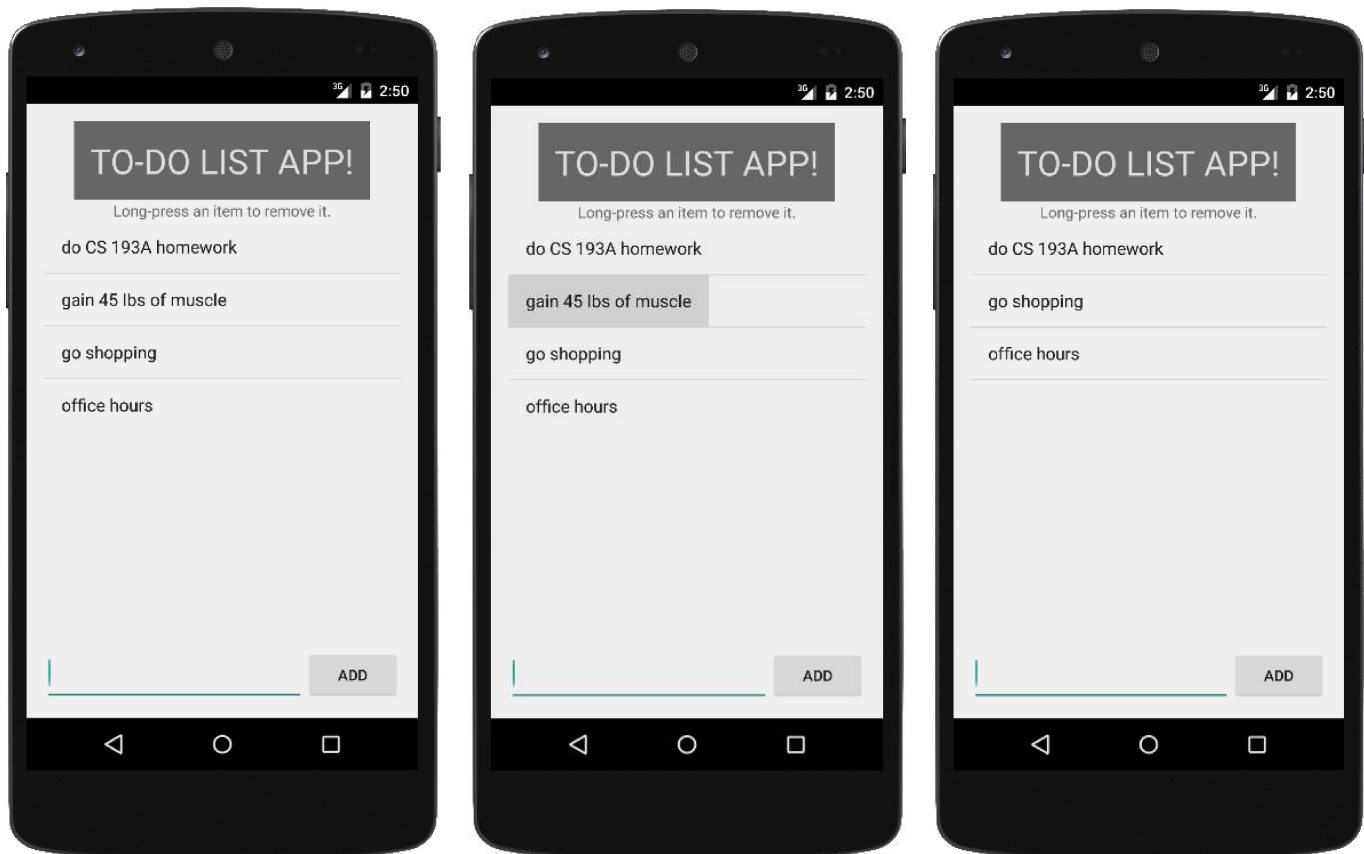 3G 2:50
TO-DO LIST APP!
Long-press an item to remove it.
do CS 193A homework
gain 45 lbs of muscle
go shopping
office hours
ADD
3G 2:50
TO-DO LIST APP!
Long-press an item to remove it.
do CS 193A homework
gain 45 lbs of muscle
go shopping
office hours
ADD
3G 2:50
TO-DO LIST APP!
Long-press an item to remove it.
do CS 193A homework
go shopping
office hours
ADD